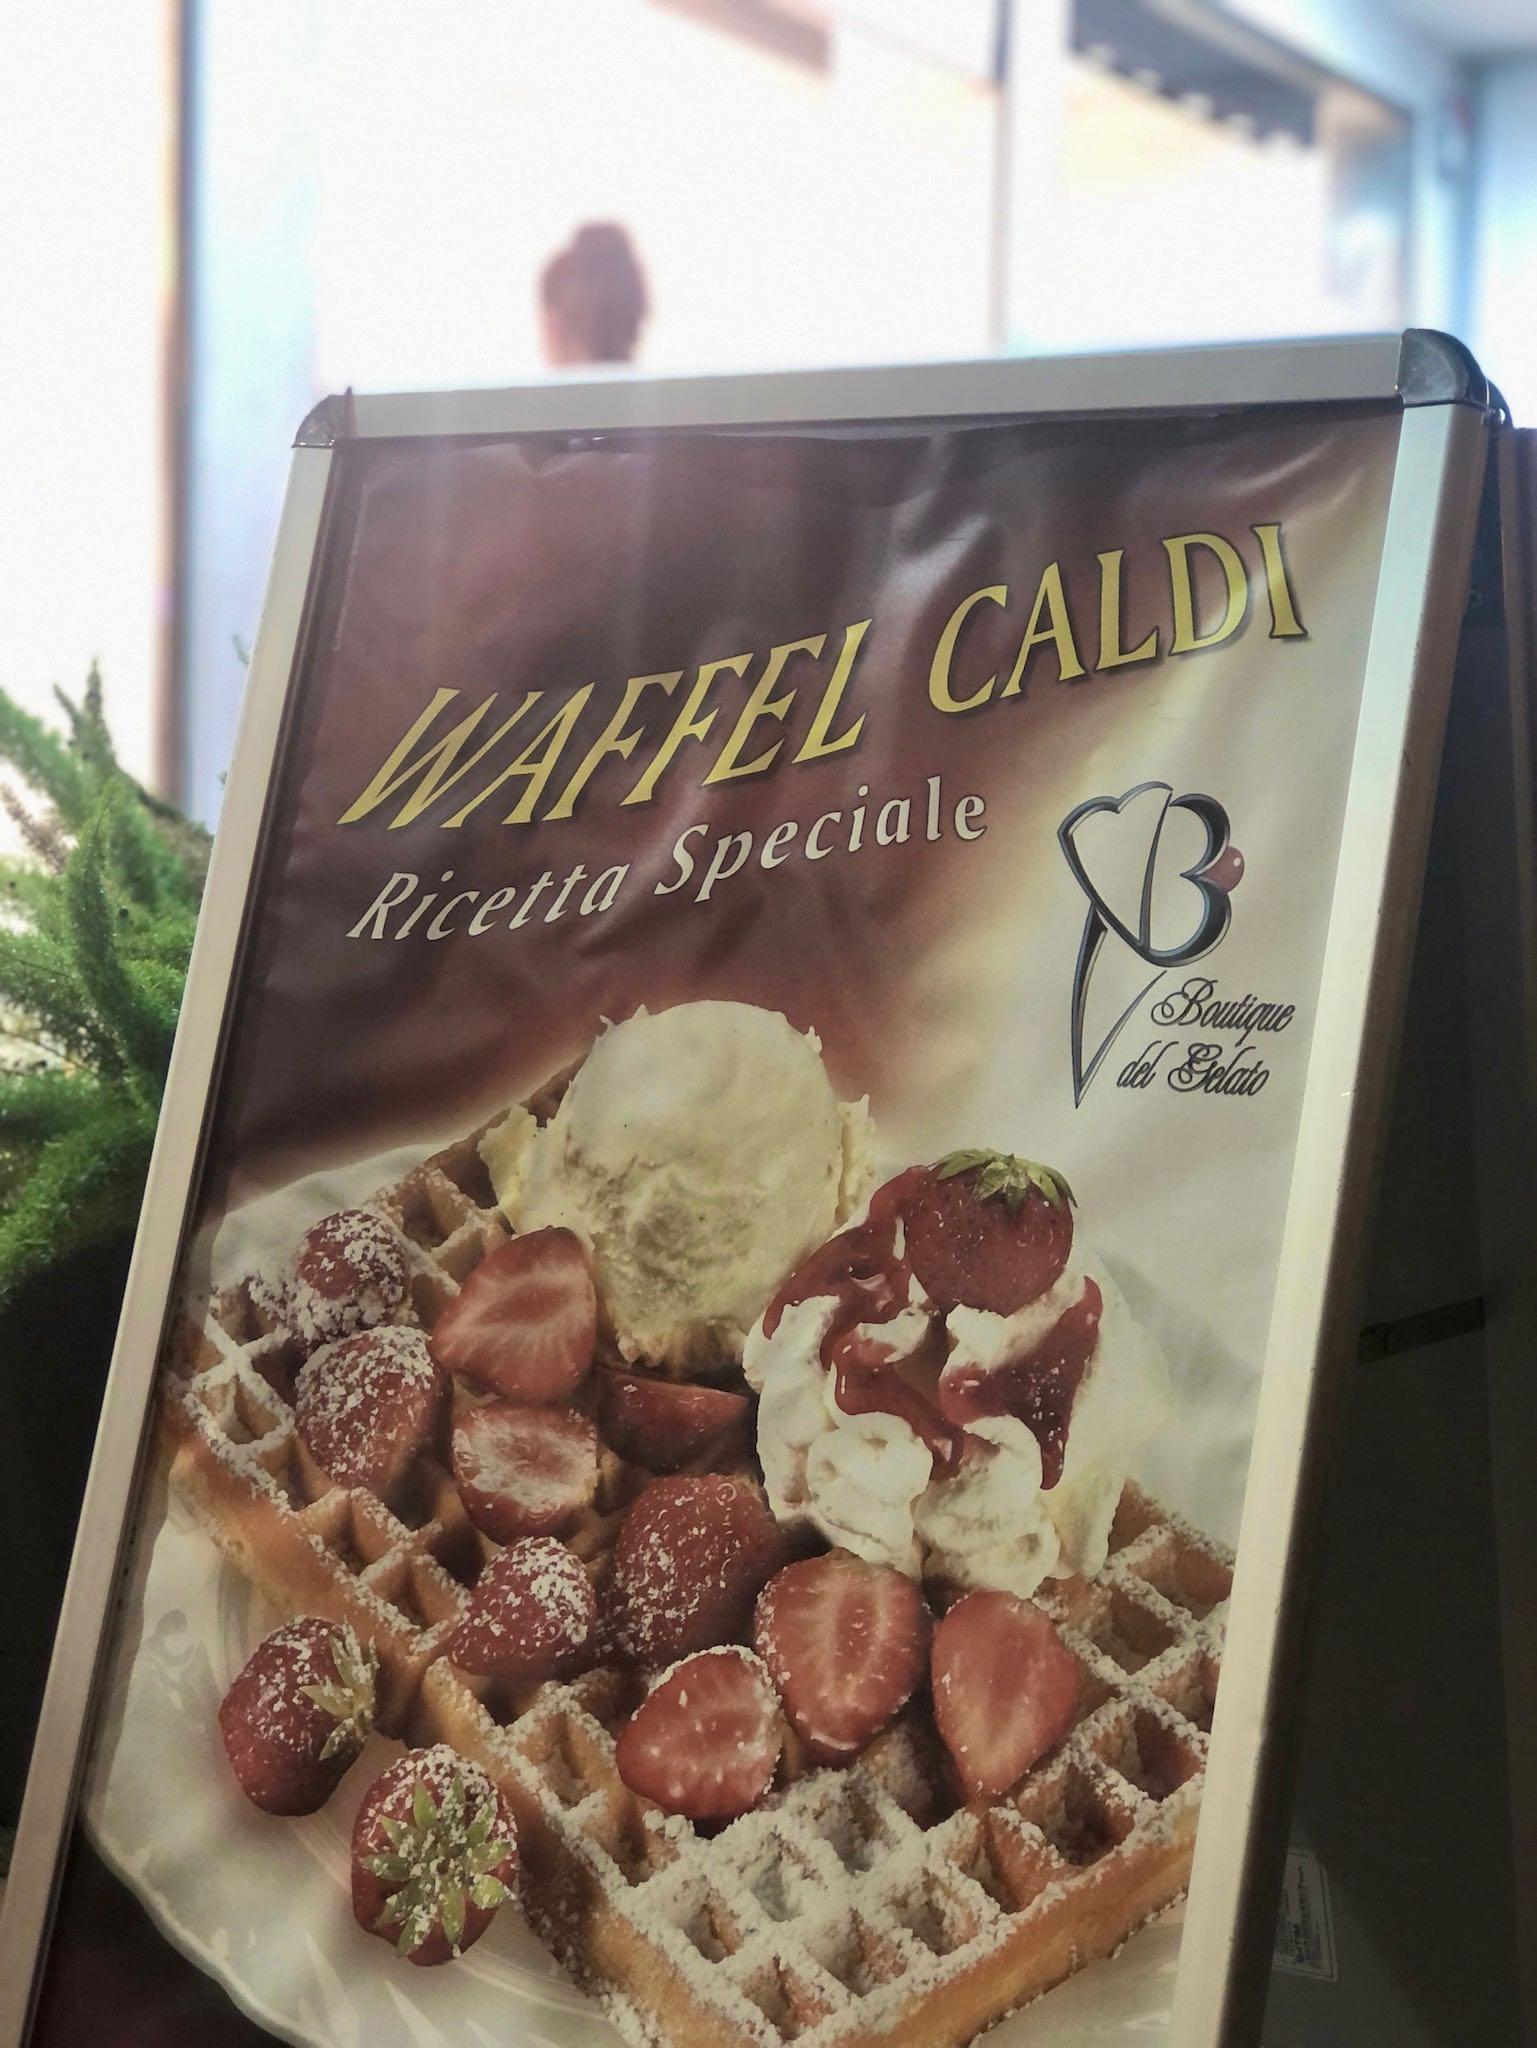 WAFFEL CALDI
Ricetta Speciale
B
Boutique
del Gelato